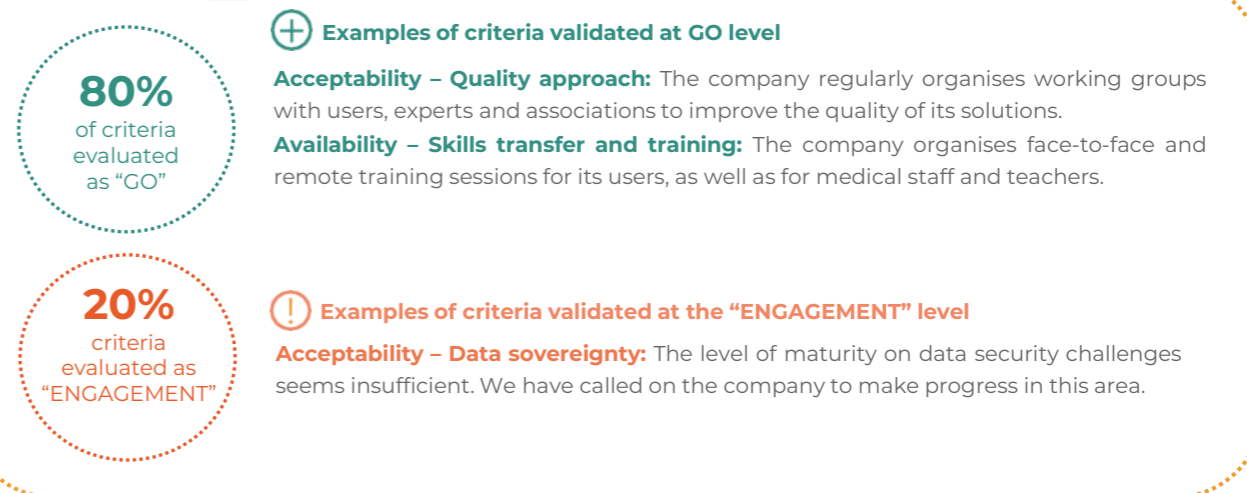 80%
of criteria
evaluated
as “GO”
Examples of criteria validated at GO level
Acceptability – Quality approach: The company regularly organises working groups
with users, experts and associations to improve the quality of its solutions.
Availability – Skills transfer and training: The company organises face-to-face and
remote training sessions for its users, as well as for medical staff and teachers.
20%
criteria
evaluated as
“ENGAGEMENT”
Examples of criteria validated at the “ENGAGEMENT” level
Acceptability – Data sovereignty: The level of maturity on data security challenges
seems insufficient. We have called on the company to make progress in this area.